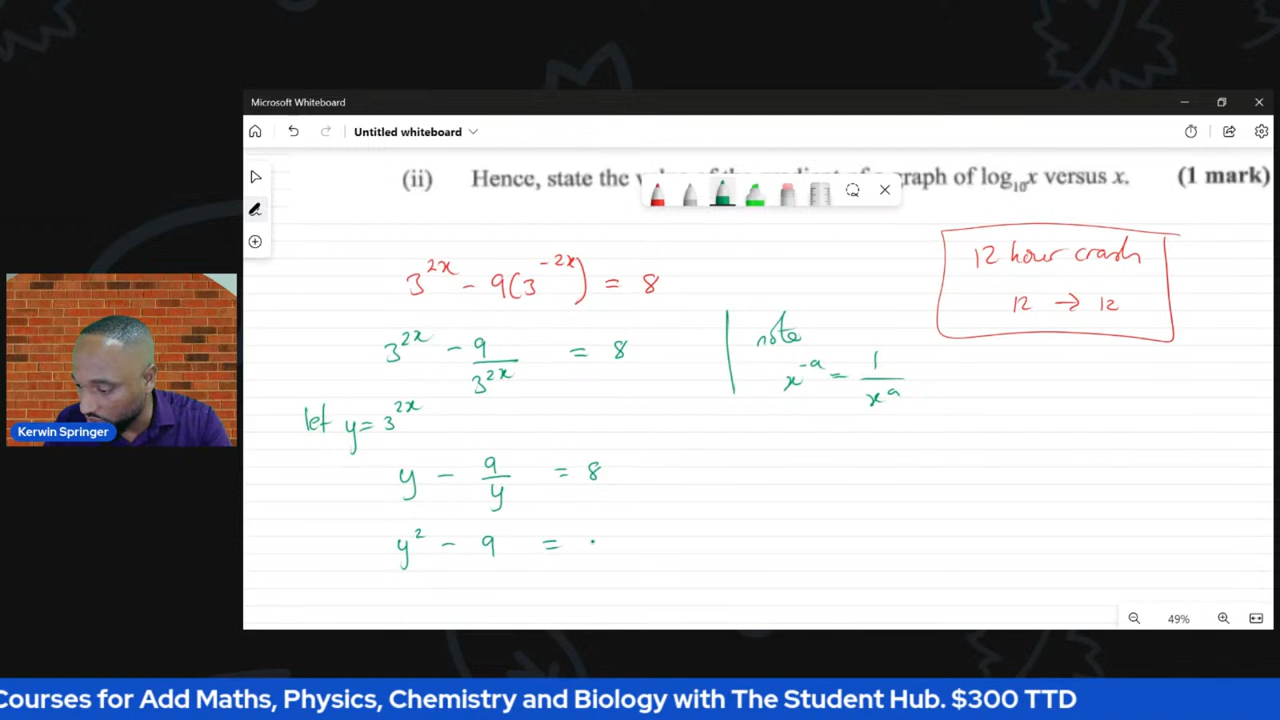 Microsoft Whiteboard
Untitled whiteboard
(ii) Hence, state the graph of log₁₀x versus x. (1 mark)
12 hour crash
12 → 12
3^{2x} - 9(3^{-2x}) = 8
3^{2x} - 9/3^{2x} = 8
note
x^{-a} = 1/x^a
let y = 3^{2x}
y - 9/y = 8
y² - 9 =
49%
Kerwin Springer
Courses for Add Maths, Physics, Chemistry and Biology with The Student Hub. $300 TTD